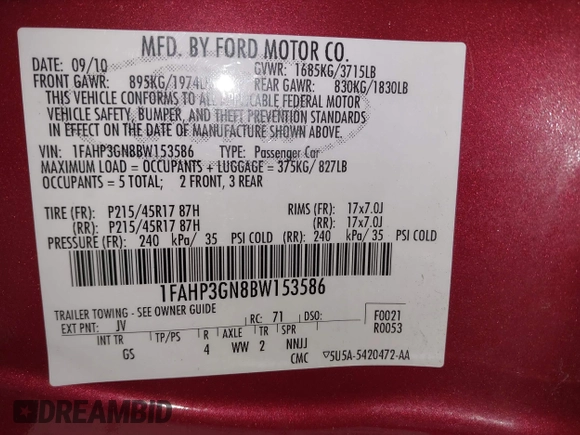 MFD. BY FORD MOTOR CO.
DATE: 09/10 GVWR: 1685KG/3715LB
FRONT GAWR: 895KG/1974LB REAR GAWR: 830KG/1830LB
THIS VEHICLE CONFORMS TO ALL APPLICABLE FEDERAL MOTOR
VEHICLE SAFETY, BUMPER, AND THEFT PREVENTION STANDARDS
IN EFFECT ON THE DATE OF MANUFACTURE SHOWN ABOVE.
VIN: 1FAHP3GN8BW153586 TYPE: Passenger Car
MAXIMUM LOAD = OCCUPANTS + LUGGAGE = 375KG/ 827LB
OCCUPANTS = 5 TOTAL; 2 FRONT, 3 REAR
TIRE (FR): P215/45R17 87H RIMS (FR): 17x7.0J
(RR): P215/45R17 87H (RR): 17x7.0J
PRESSURE (FR): 240 kPa/ 35 PSI COLD (RR): 240 kPa/ 35 PSI COLD
1FAHP3GN8BW153586
TRAILER TOWING - SEE OWNER GUIDE
EXT PNT: JV RC: 71 DSO: F0021
R0053
INT TR TP/PS R AXLE TR SPR
GS 4 WW 2 NNJJ
CMC ▽5U5A-5420472-AA
DREAMBID